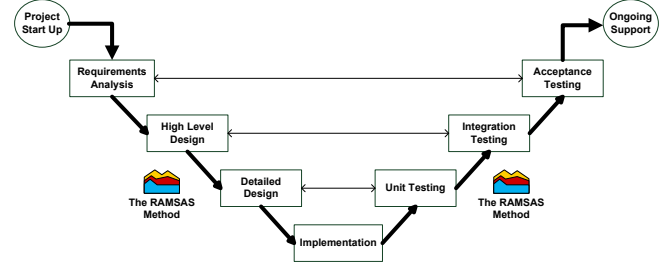 Project
Start Up
Ongoing
Support
Requirements
Analysis
Acceptance
Testing
High Level
Design
Integration
Testing
The RAMSAS
Method
Detailed
Design
Unit Testing
The RAMSAS
Method
Implementation